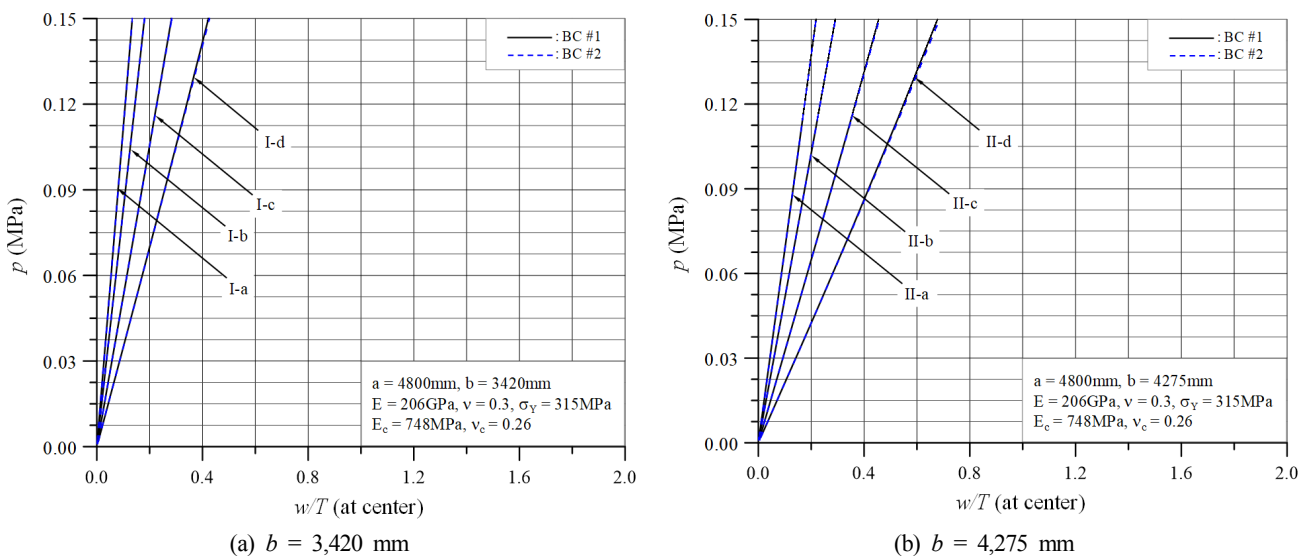 0.15
0.12
0.09
0.06
0.03
0.00
p (MPa)
: BC #1
: BC #2
I-d
I-c
I-b
I-a
a = 4800mm, b = 3420mm
E = 206GPa, ν = 0.3, σY = 315MPa
Ec = 748MPa, νc = 0.26
0.0 0.4 0.8 1.2 1.6 2.0
w/T (at center)
(a) b = 3,420 mm
0.15
0.12
0.09
0.06
0.03
0.00
p (MPa)
: BC #1
: BC #2
II-d
II-c
II-b
II-a
a = 4800mm, b = 4275mm
E = 206GPa, ν = 0.3, σY = 315MPa
Ec = 748MPa, νc = 0.26
0.0 0.4 0.8 1.2 1.6 2.0
w/T (at center)
(b) b = 4,275 mm